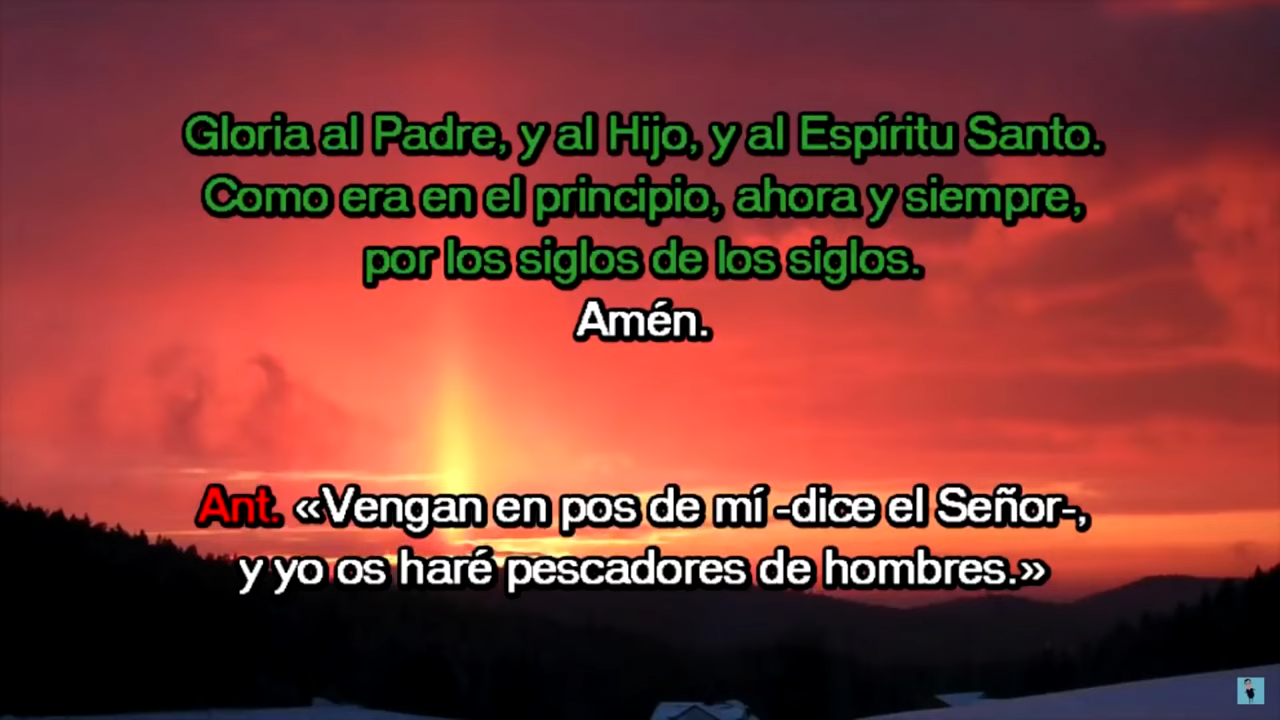 Gloria al Padre, y al Hijo, y al Espíritu Santo.
Como era en el principio, ahora y siempre,
por los siglos de los siglos.
Amén.
Ant. «Vengan en pos de mí -dice el Señor-,
y yo os haré pescadores de hombres.»